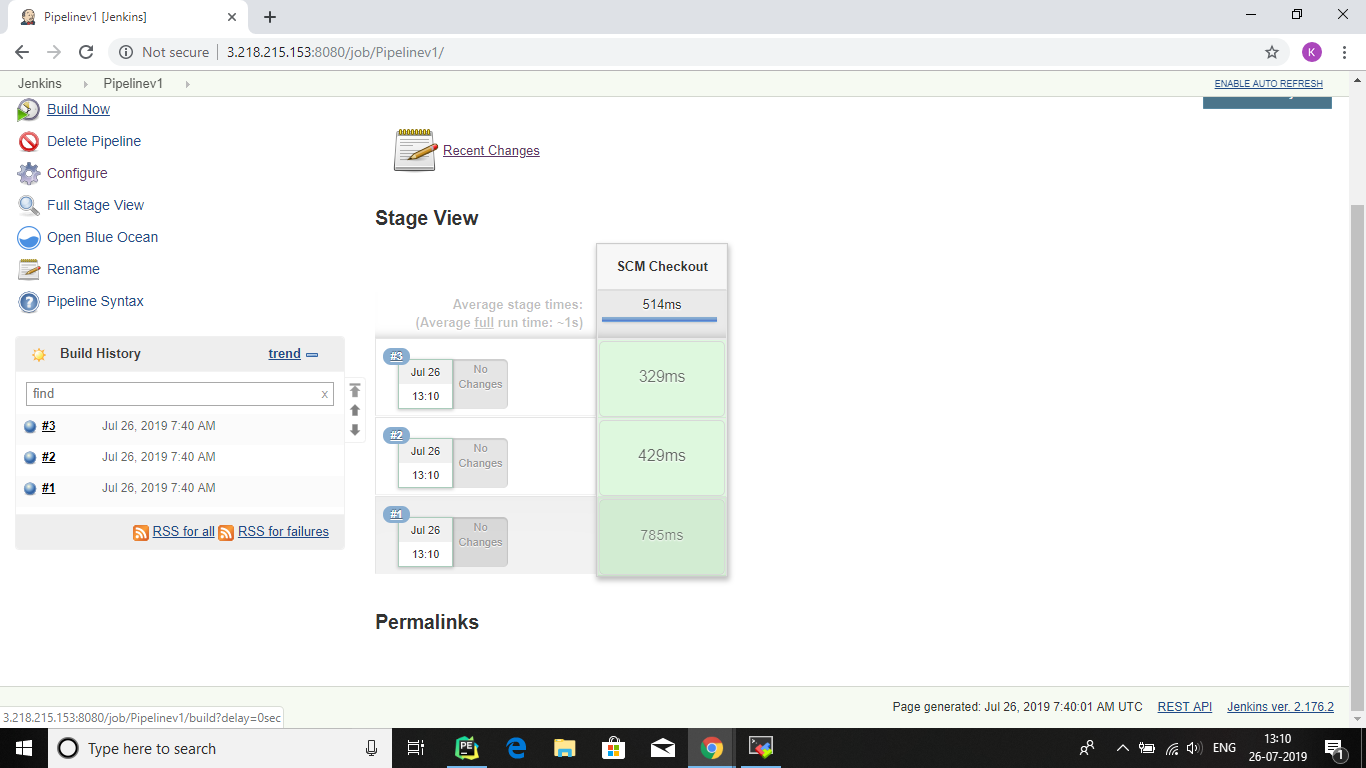 Pipelinev1 [Jenkins]
Not secure
3.218.215.153:8080/job/Pipelinev1/
K
Jenkins
Pipelinev1
ENABLE AUTO REFRESH
Build Now
Delete Pipeline
Configure
Full Stage View
Open Blue Ocean
Rename
Pipeline Syntax
Build History
trend
find
x
#3 Jul 26, 2019 7:40 AM
#2 Jul 26, 2019 7:40 AM
#1 Jul 26, 2019 7:40 AM
RSS for all RSS for failures
Recent Changes
Stage View
SCM Checkout
Average stage times:
(Average full run time: ~1s)
514ms
#3
Jul 26
13:10
No
Changes
329ms
#2
Jul 26
13:10
No
Changes
429ms
#1
Jul 26
13:10
No
Changes
785ms
Permalinks
Page generated: Jul 26, 2019 7:40:01 AM UTC REST API Jenkins ver. 2.176.2
3.218.215.153:8080/job/Pipelinev1/build?delay=0sec
Type here to search
PE
ENG
13:10
26-07-2019
1